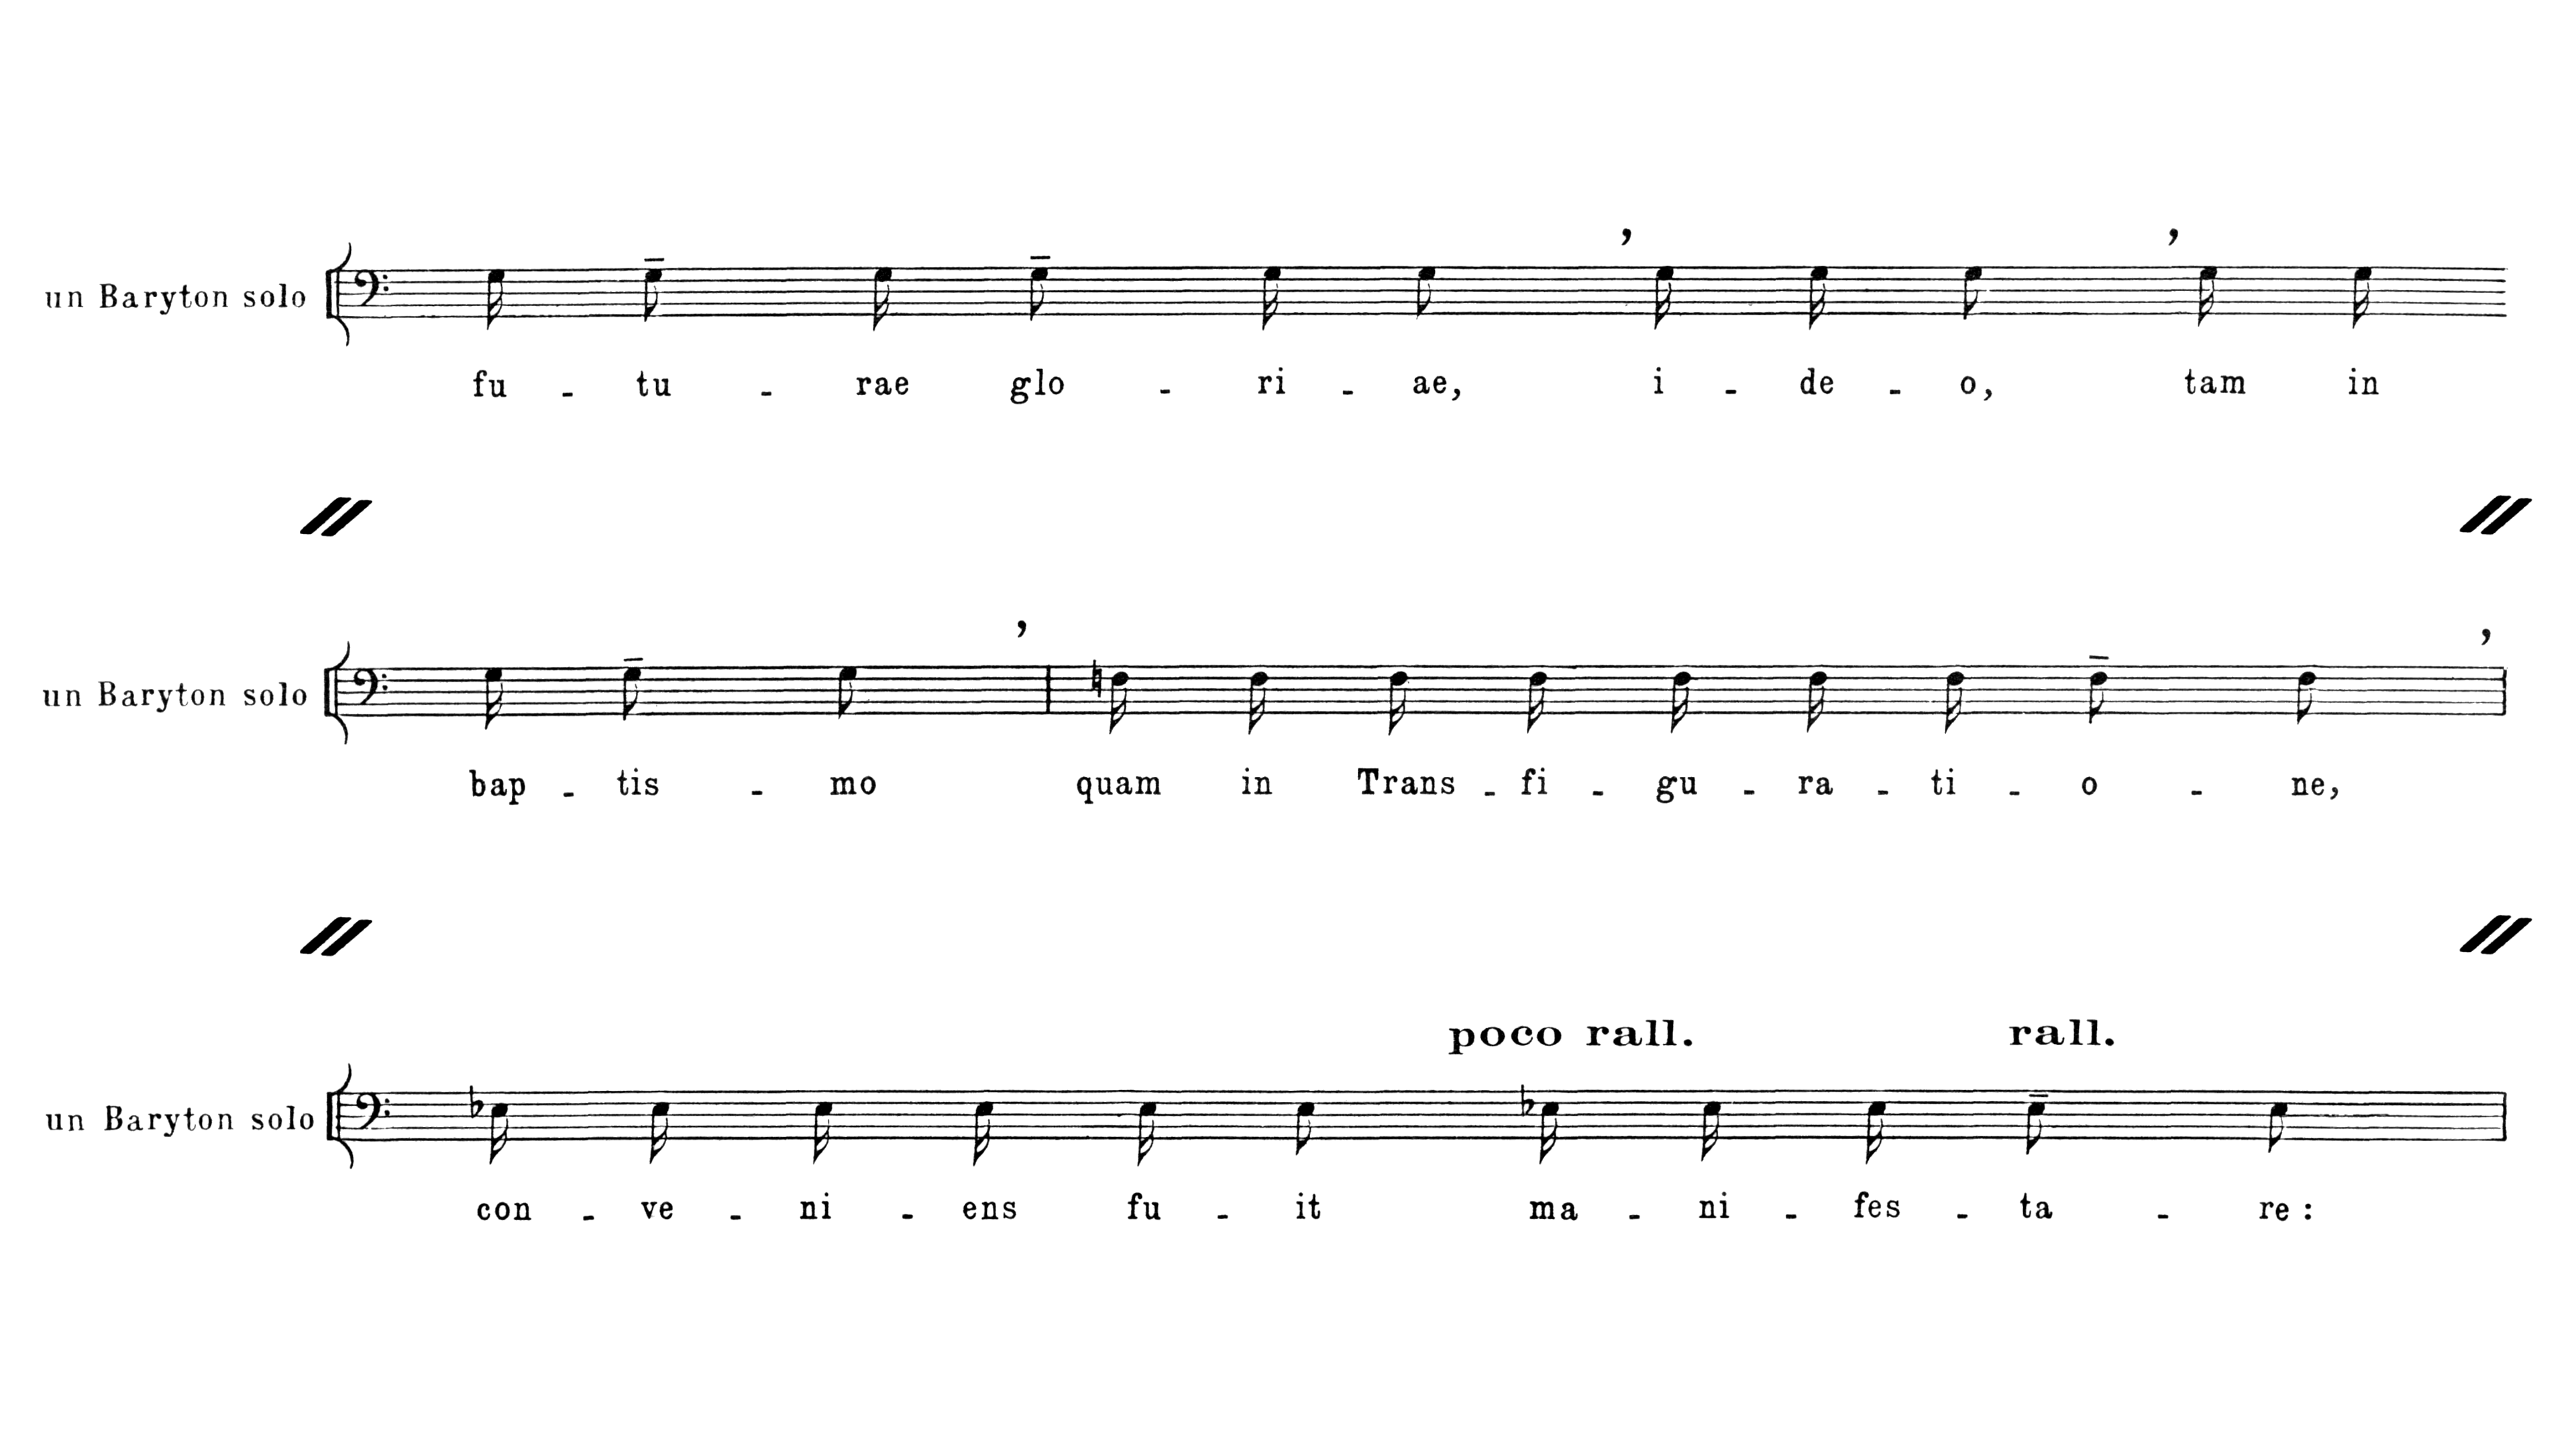 un Baryton solo
fu - tu - rae glo - ri - ae, i - de - o, tam in
un Baryton solo
bap - tis - mo quam in Trans - fi - gu - ra - ti - o - ne,
poco rall. rall.
un Baryton solo
con - ve - ni - ens fu - it ma - ni - fes - ta - re :